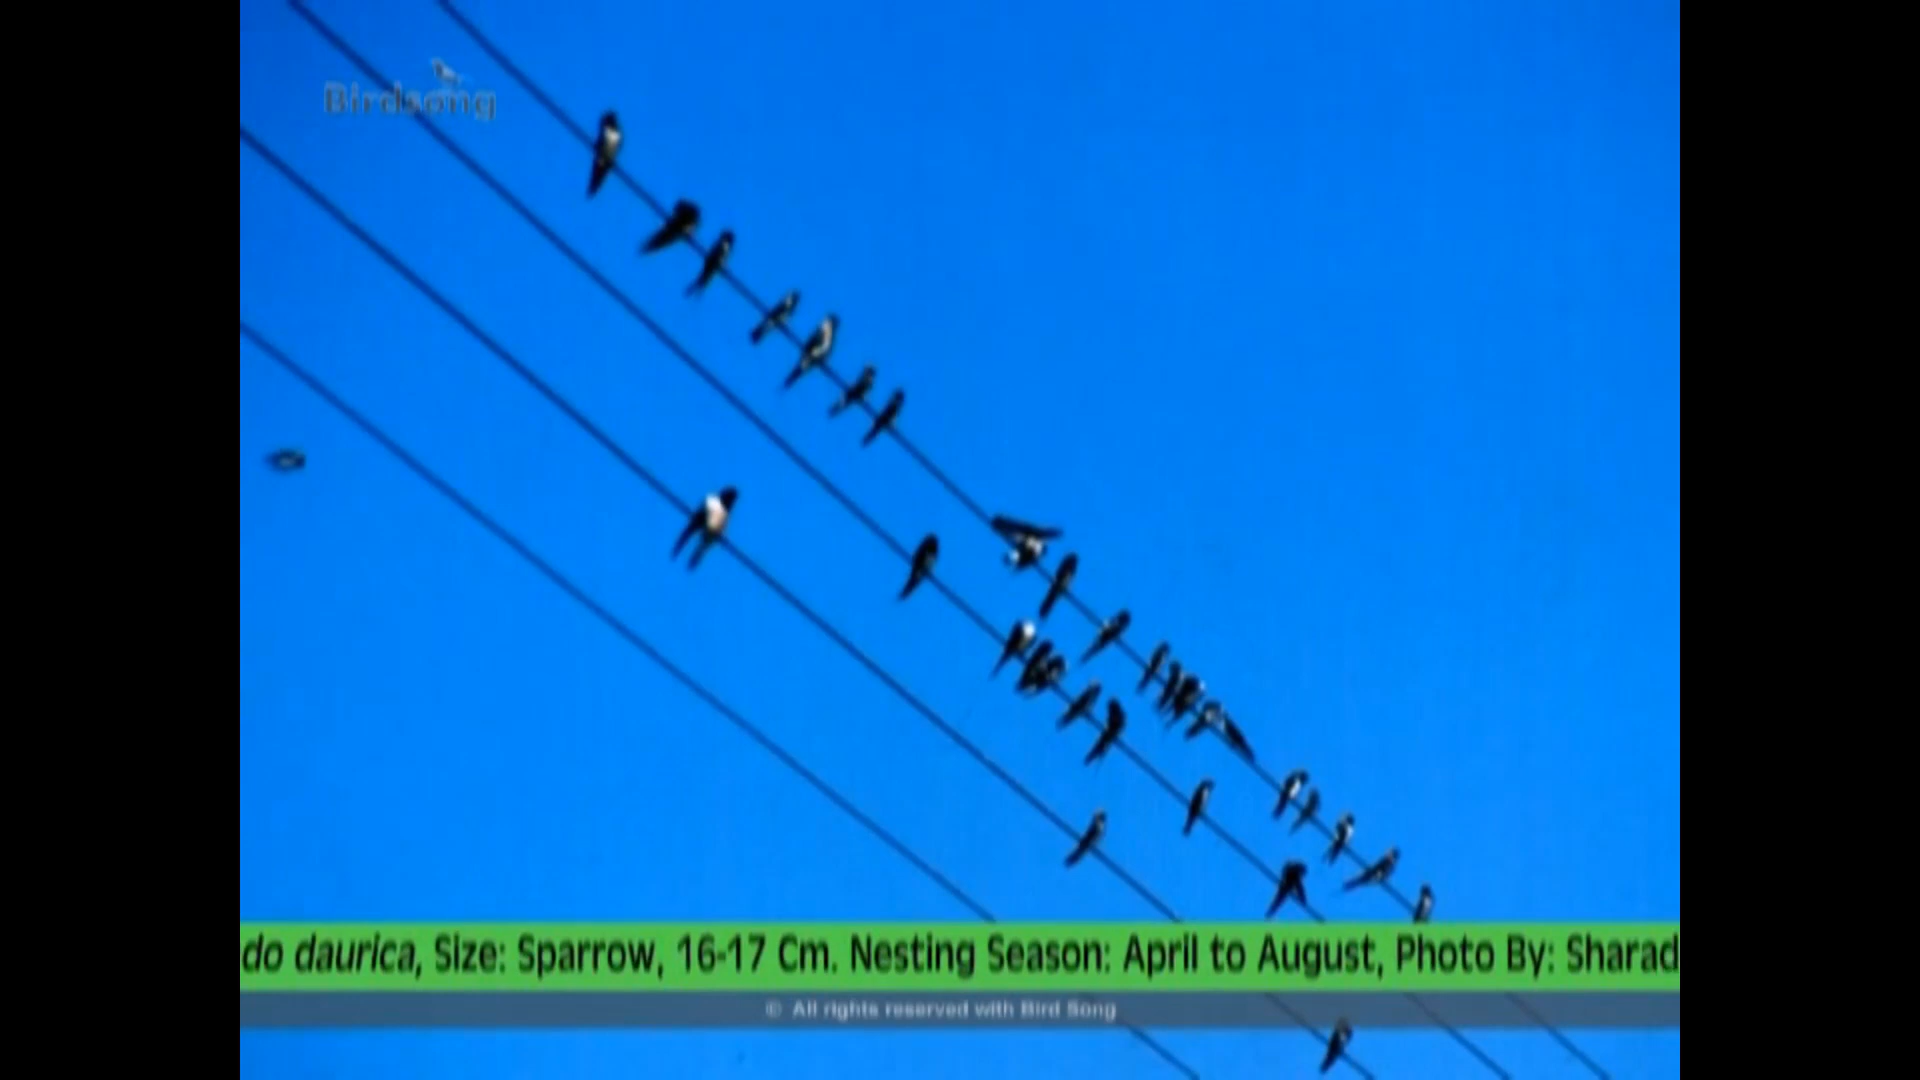 Birdsong
do daurica, Size: Sparrow, 16-17 Cm. Nesting Season: April to August, Photo By: Sharad
© All rights reserved with Bird Song